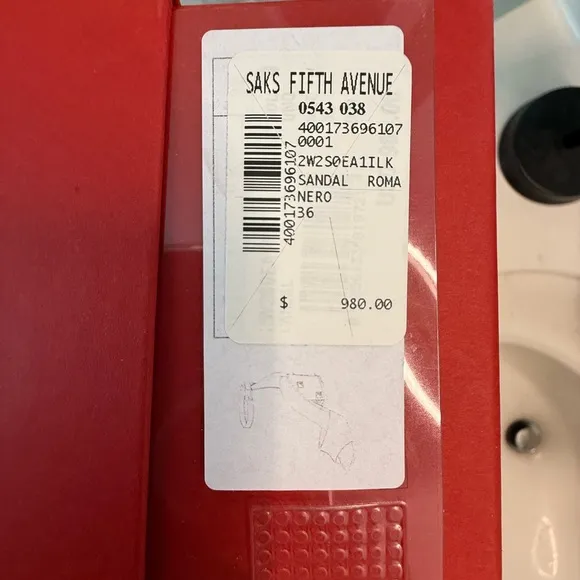 SAKS FIFTH AVENUE
0543 038
400173696107
0001
2W2S0EA1ILK
SANDAL ROMA
NERO
36
$ 980.00
400173696107